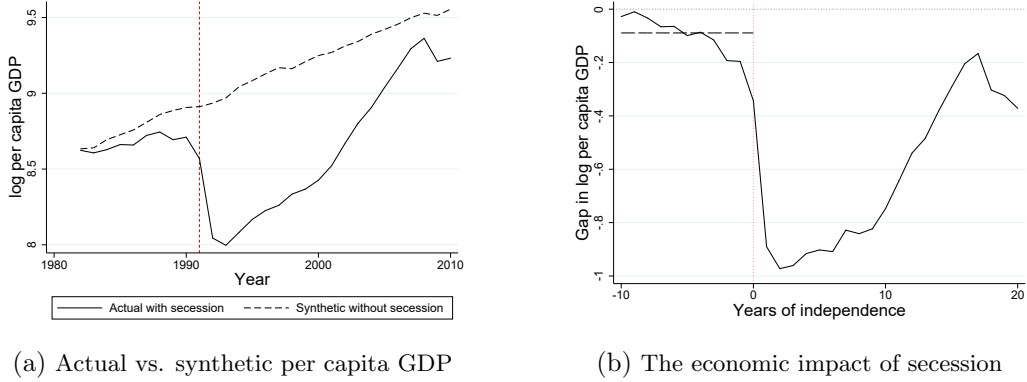 log per capita GDP
9.5
9
8.5
8
1980
1990
2000
2010
Year
Actual with secession
Synthetic without secession
(a) Actual vs. synthetic per capita GDP
Gap in log per capita GDP
0
-.2
-.4
-.6
-.8
-1
-10
0
10
20
Years of independence
(b) The economic impact of secession